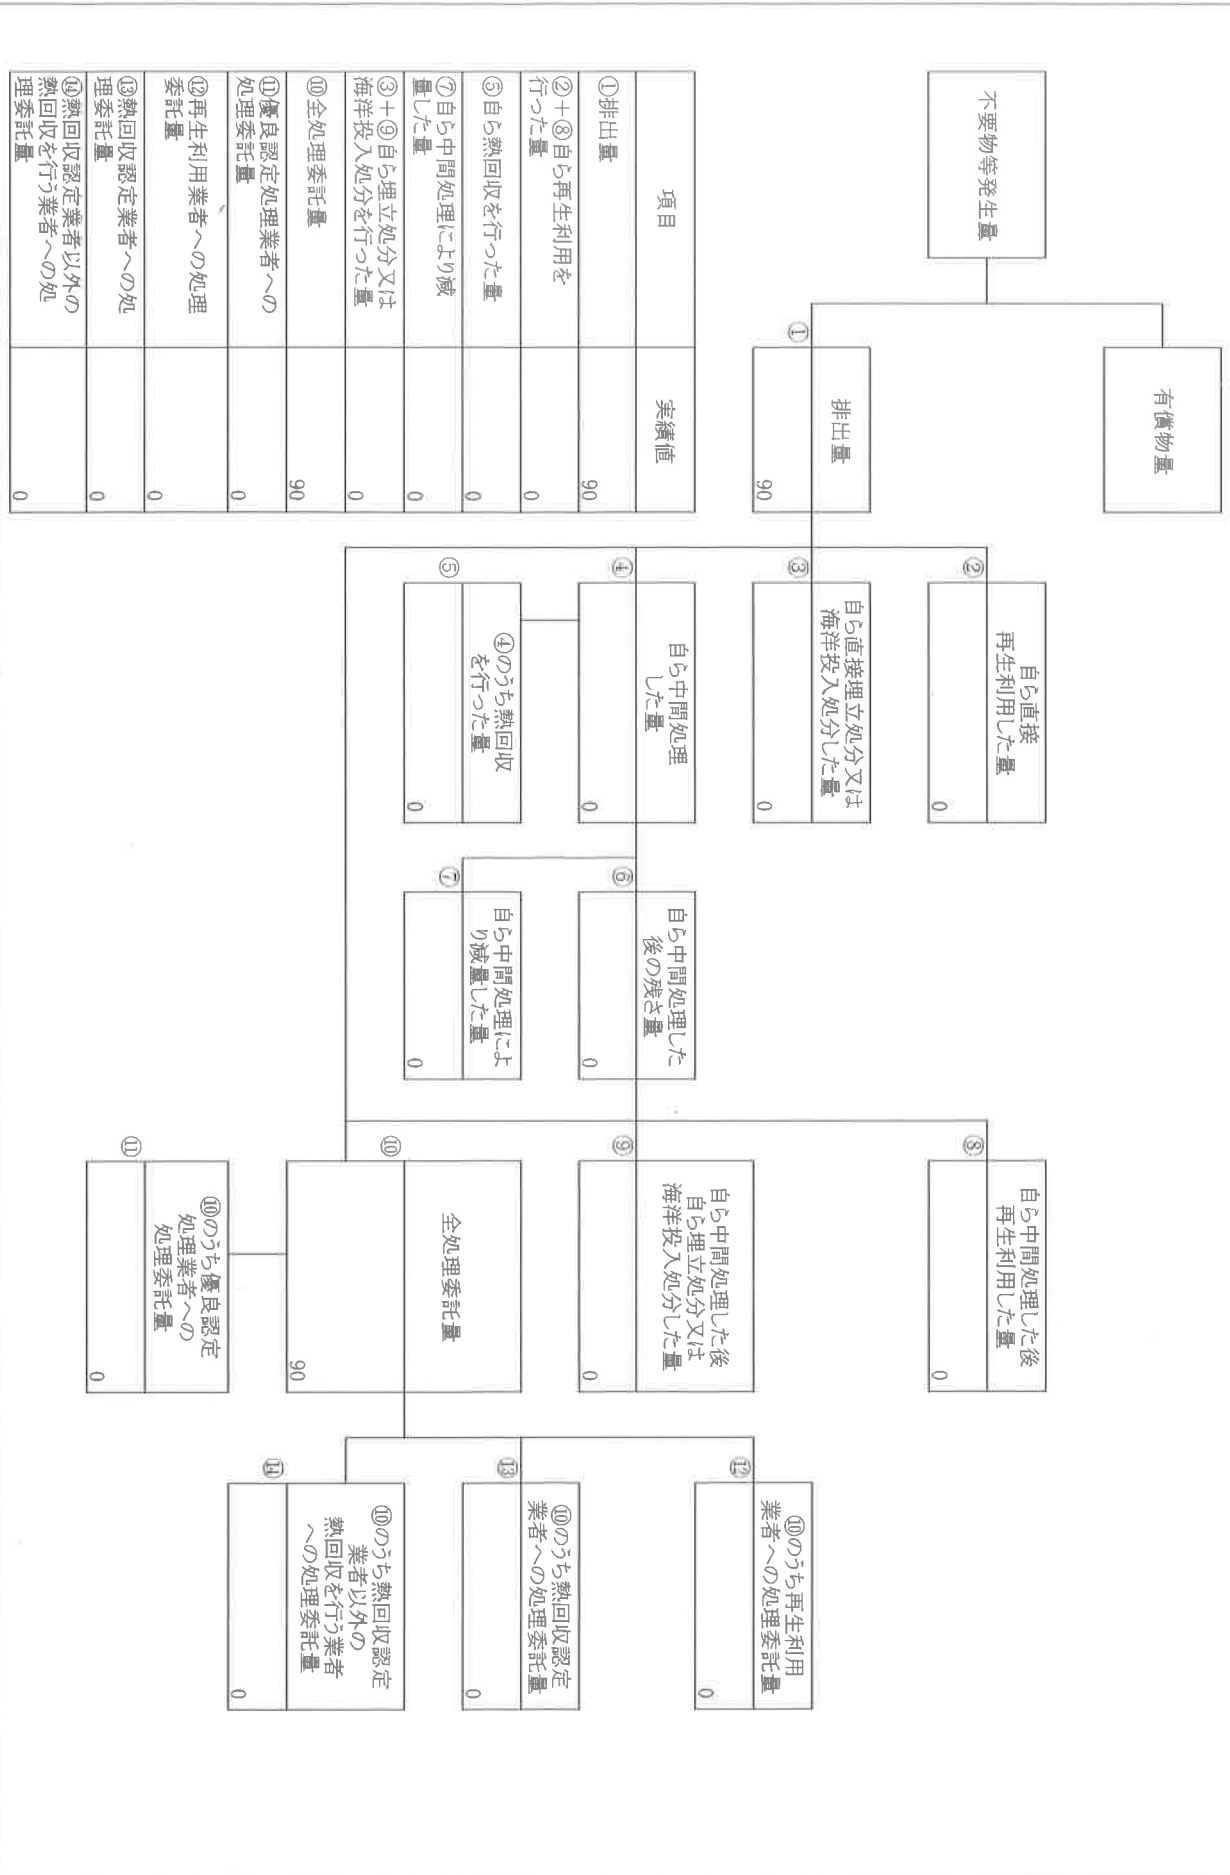 有償物量
不要物等発生量
①
排出量
90
②
自ら直接
再生利用した量
0
③
自ら直接埋立処分又は
海洋投入処分した量
0
④
自ら中間処理
した量
0
⑤
④のうち熱回収
を行った量
0
⑥
自ら中間処理した
後の残さ量
0
⑦
自ら中間処理によ
り減量した量
0
⑧
自ら中間処理した後
再生利用した量
0
⑨
自ら中間処理した後
自ら埋立処分又は
海洋投入処分した量
0
⑩
全処理委託量
90
⑪
⑩のうち優良認定
処理業者への
処理委託量
0
⑫
⑩のうち再生利用
業者への処理委託量
0
⑬
⑩のうち熱回収認定
業者への処理委託量
0
⑭
⑩のうち熱回収認定
業者以外の
熱回収を行う業者
への処理委託量
0
項目 実績値
①排出量 90
②+⑧自ら再生利用を
行った量 0
⑤自ら熱回収を行った量 0
⑦自ら中間処理により減
量した量 0
③+⑨自ら埋立処分又は
海洋投入処分を行った量 0
⑩全処理委託量 90
⑪優良認定処理業者への
処理委託量 0
⑫再生利用業者への処理
委託量 0
⑬熱回収認定業者への処
理委託量 0
⑭熱回収認定業者以外の
熱回収を行う業者への処
理委託量 0